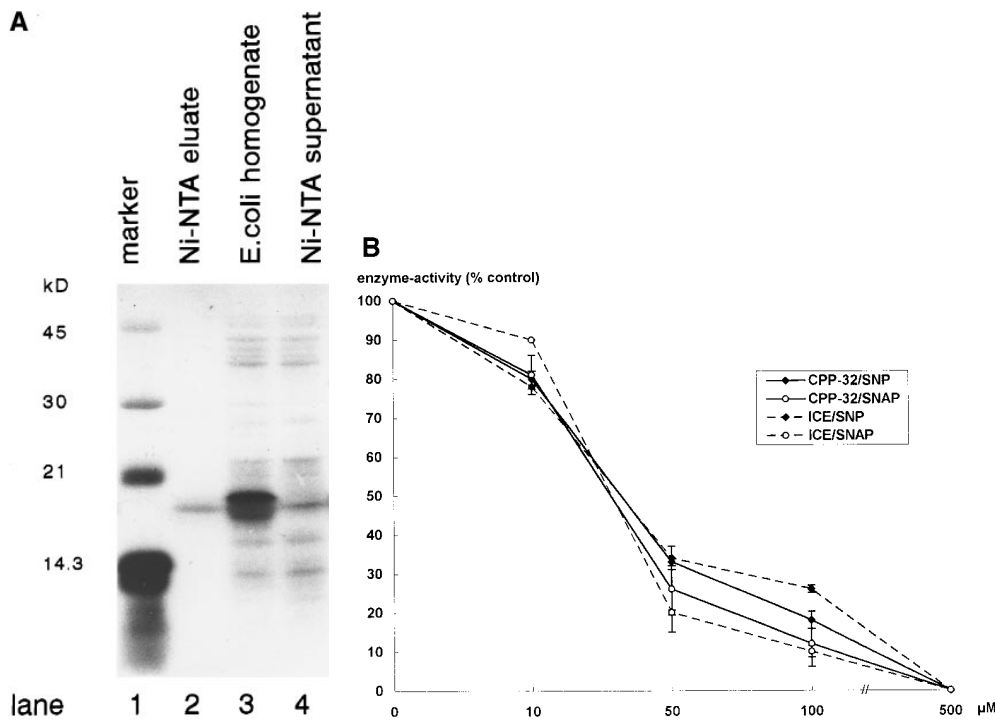 A
marker
Ni-NTA eluate
E.coli homogenate
Ni-NTA supernatant
kD
45
30
21
14.3
lane 1 2 3 4
B
enzyme-activity (% control)
100
90
80
70
60
50
40
30
20
10
0
0 10 50 100 // 500 µM
CPP-32/SNP
CPP-32/SNAP
ICE/SNP
ICE/SNAP